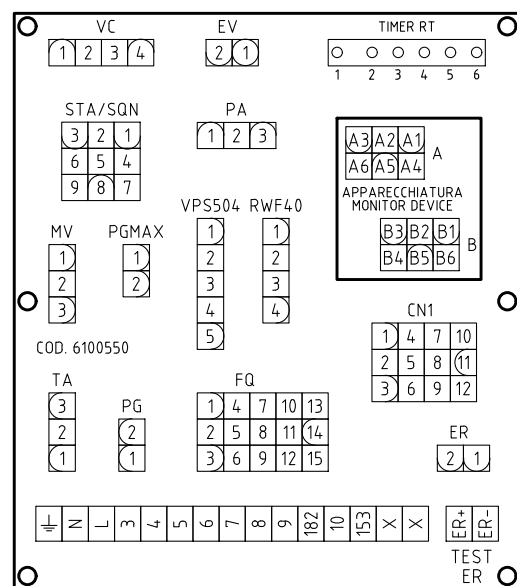 VC EV TIMER RT
1 2 3 4 2 1
1 2 3 4 5 6
STA/SQN PA
3 2 1 1 2 3
6 5 4
9 8 7
A3 A2 A1
A6 A5 A4 A
APPARECCHIATURA
MONITOR DEVICE
B3 B2 B1
B4 B5 B6 B
VPS504 RWF40
1 1
2 2
3 3
4 4
5
MV PGMAX
1 1
2 2
3
CN1
1 4 7 10
2 5 8 11
3 6 9 12
COD. 6100550
TA PG FQ
3
2 2
1 1
1 4 7 10 13
2 5 8 11 14
3 6 9 12 15
ER
2 1
⏚ N L 3 4 5 6 7 8 9 182 10 153 X X ER+ ER-
TEST
ER